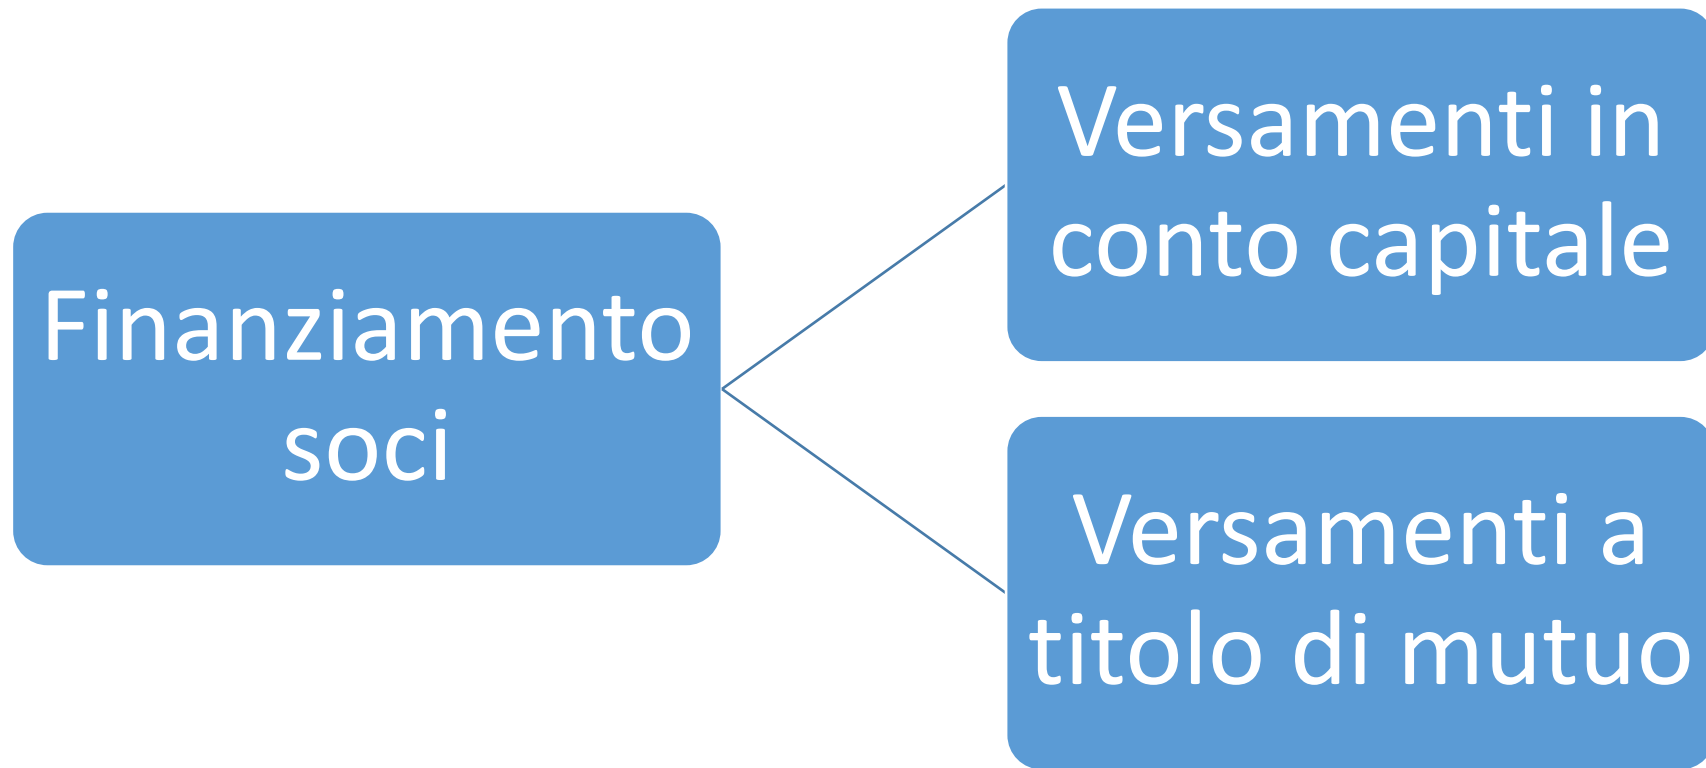 Finanziamento
soci
Versamenti in
conto capitale
Versamenti a
titolo di mutuo